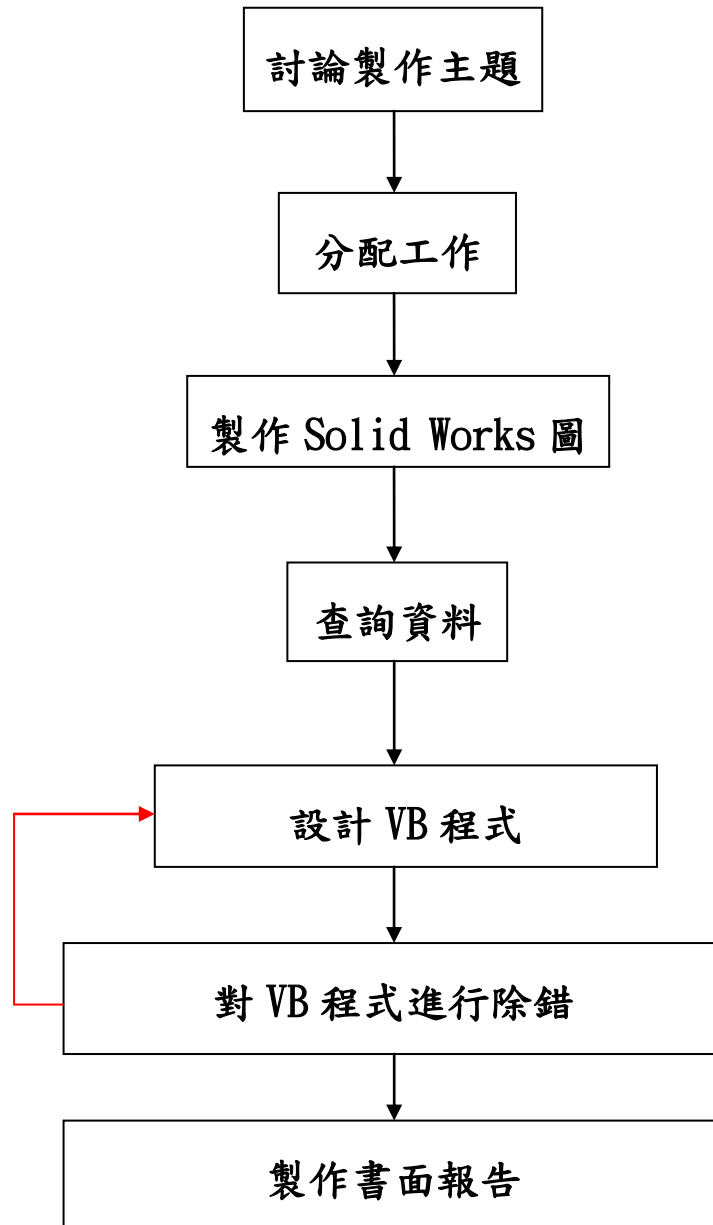 討論製作主題
分配工作
製作 Solid Works 圖
查詢資料
設計 VB 程式
對 VB 程式進行除錯
製作書面報告